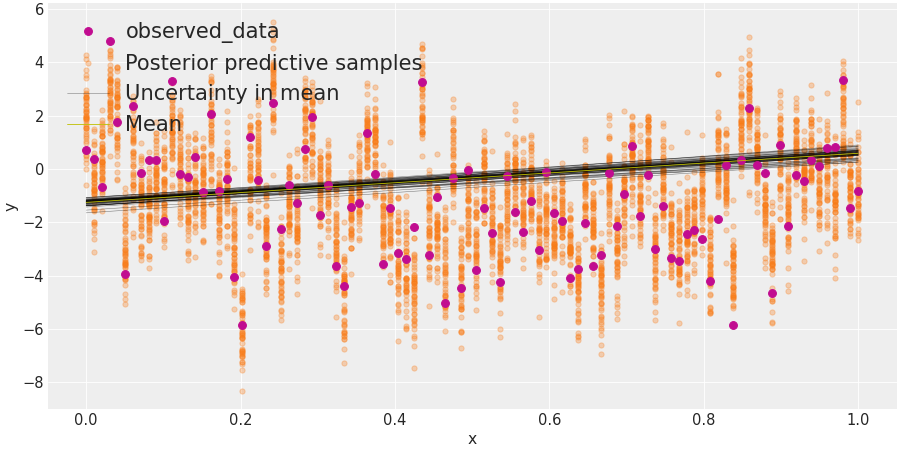 observed_data
Posterior predictive samples
Uncertainty in mean
Mean
6
4
2
0
−2
−4
−6
−8
y
0.0 0.2 0.4 0.6 0.8 1.0
x